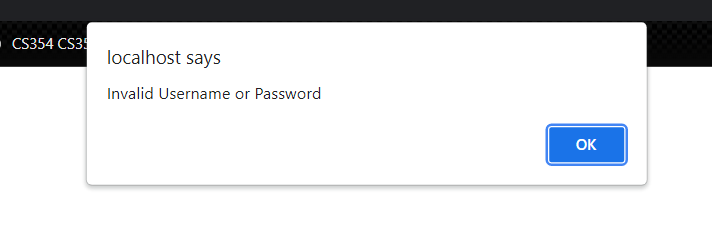 CS354 CS35
localhost says
Invalid Username or Password
OK